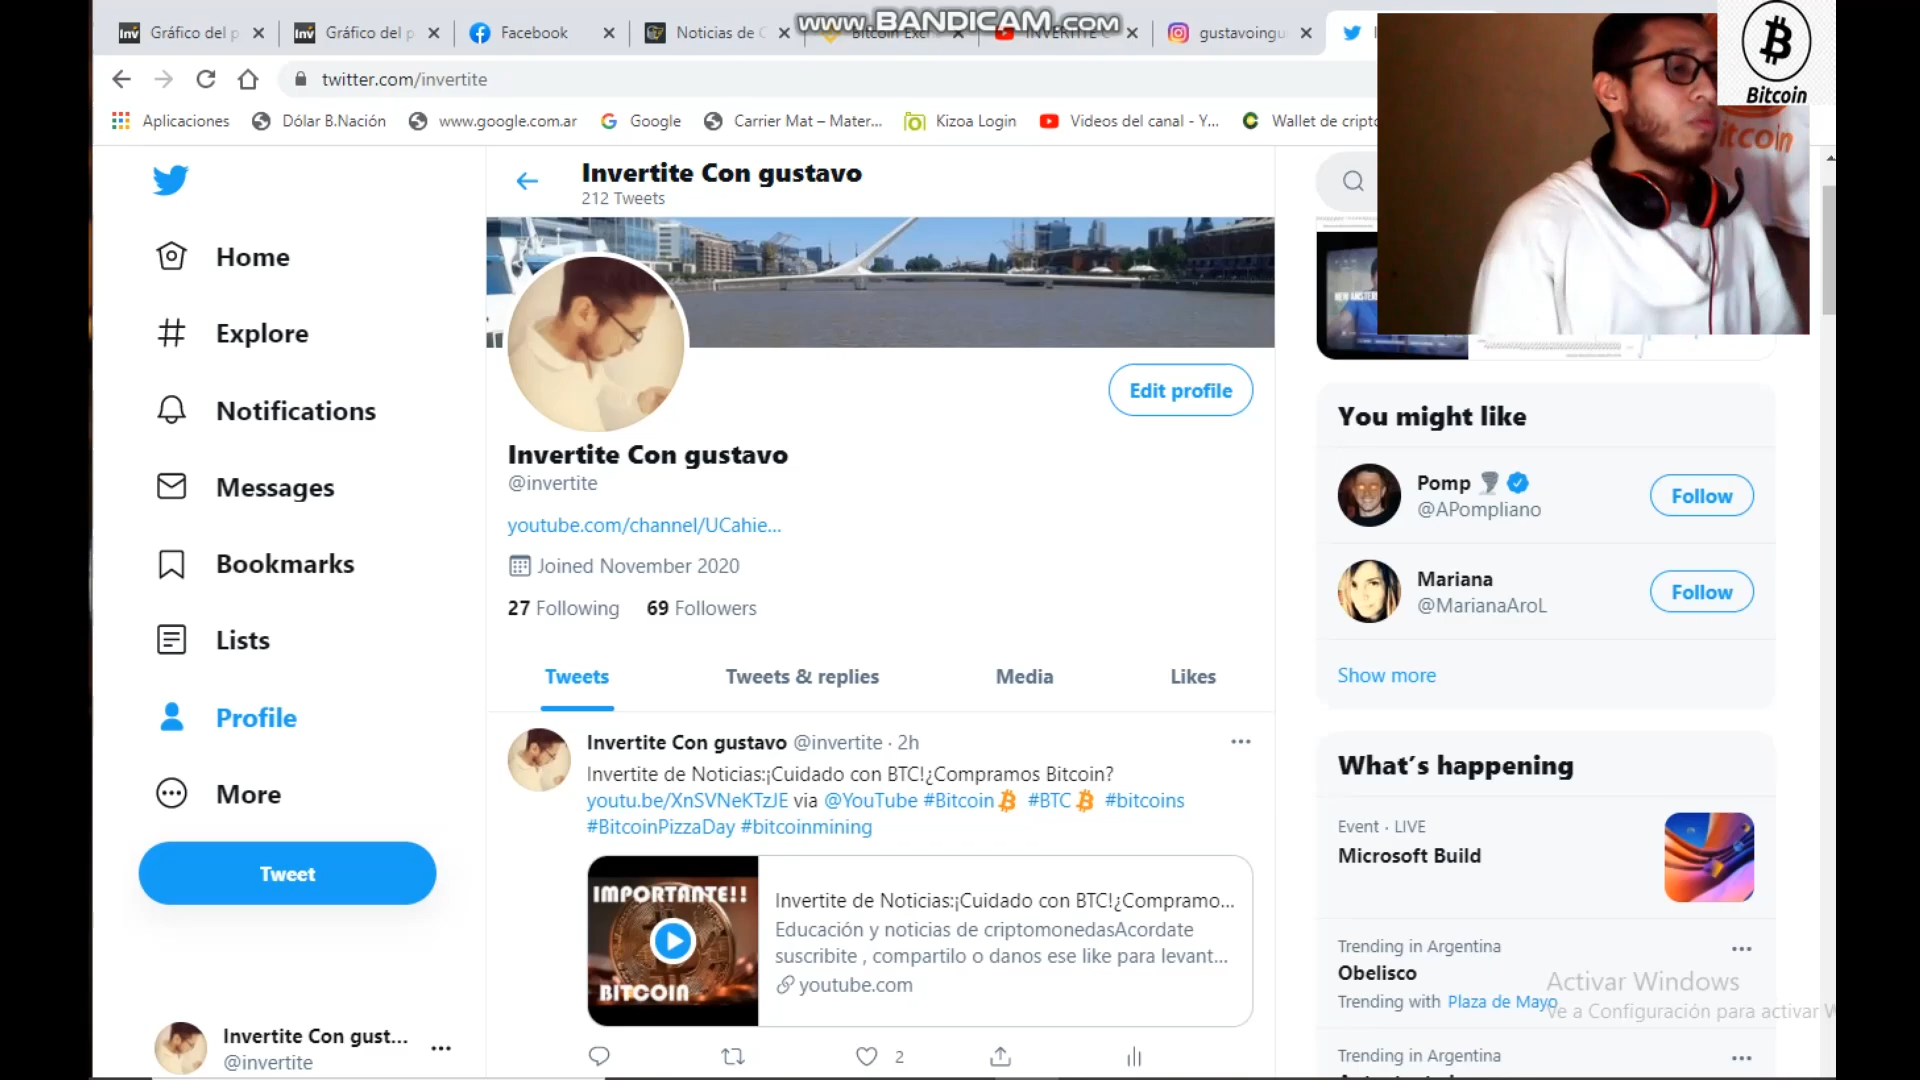 www.BANDICAM.com
Gráfico del p
Gráfico del p
Facebook
Noticias de C
Bitcoin Exc
INVERTITE C
gustavoingu
twitter.com/invertite
Bitcoin
itcoin
Aplicaciones
Dólar B.Nación
www.google.com.ar
Google
Carrier Mat – Mater...
Kizoa Login
Videos del canal - Y...
Wallet de cripto
Home
Explore
Notifications
Messages
Bookmarks
Lists
Profile
More
Tweet
Invertite Con gust...
@invertite
Invertite Con gustavo
212 Tweets
Edit profile
Invertite Con gustavo
@invertite
youtube.com/channel/UCahie...
Joined November 2020
27 Following 69 Followers
Tweets
Tweets & replies
Media
Likes
Invertite Con gustavo @invertite · 2h
Invertite de Noticias:¡Cuidado con BTC!¿Compramos Bitcoin?
youtu.be/XnSVNeKTzJE via @YouTube #Bitcoin #BTC #bitcoins
#BitcoinPizzaDay #bitcoinmining
IMPORTANTE!!
BITCOIN
Invertite de Noticias:¡Cuidado con BTC!¿Compramo...
Educación y noticias de criptomonedasAcordate
suscribite , compartilo o danos ese like para levant...
youtube.com
2
You might like
Pomp
@APompliano
Follow
Mariana
@MarianaAroL
Follow
Show more
What's happening
Event · LIVE
Microsoft Build
Trending in Argentina
Obelisco
Trending with Plaza de Mayo
Trending in Argentina
Activar Windows
Ve a Configuración para activar W